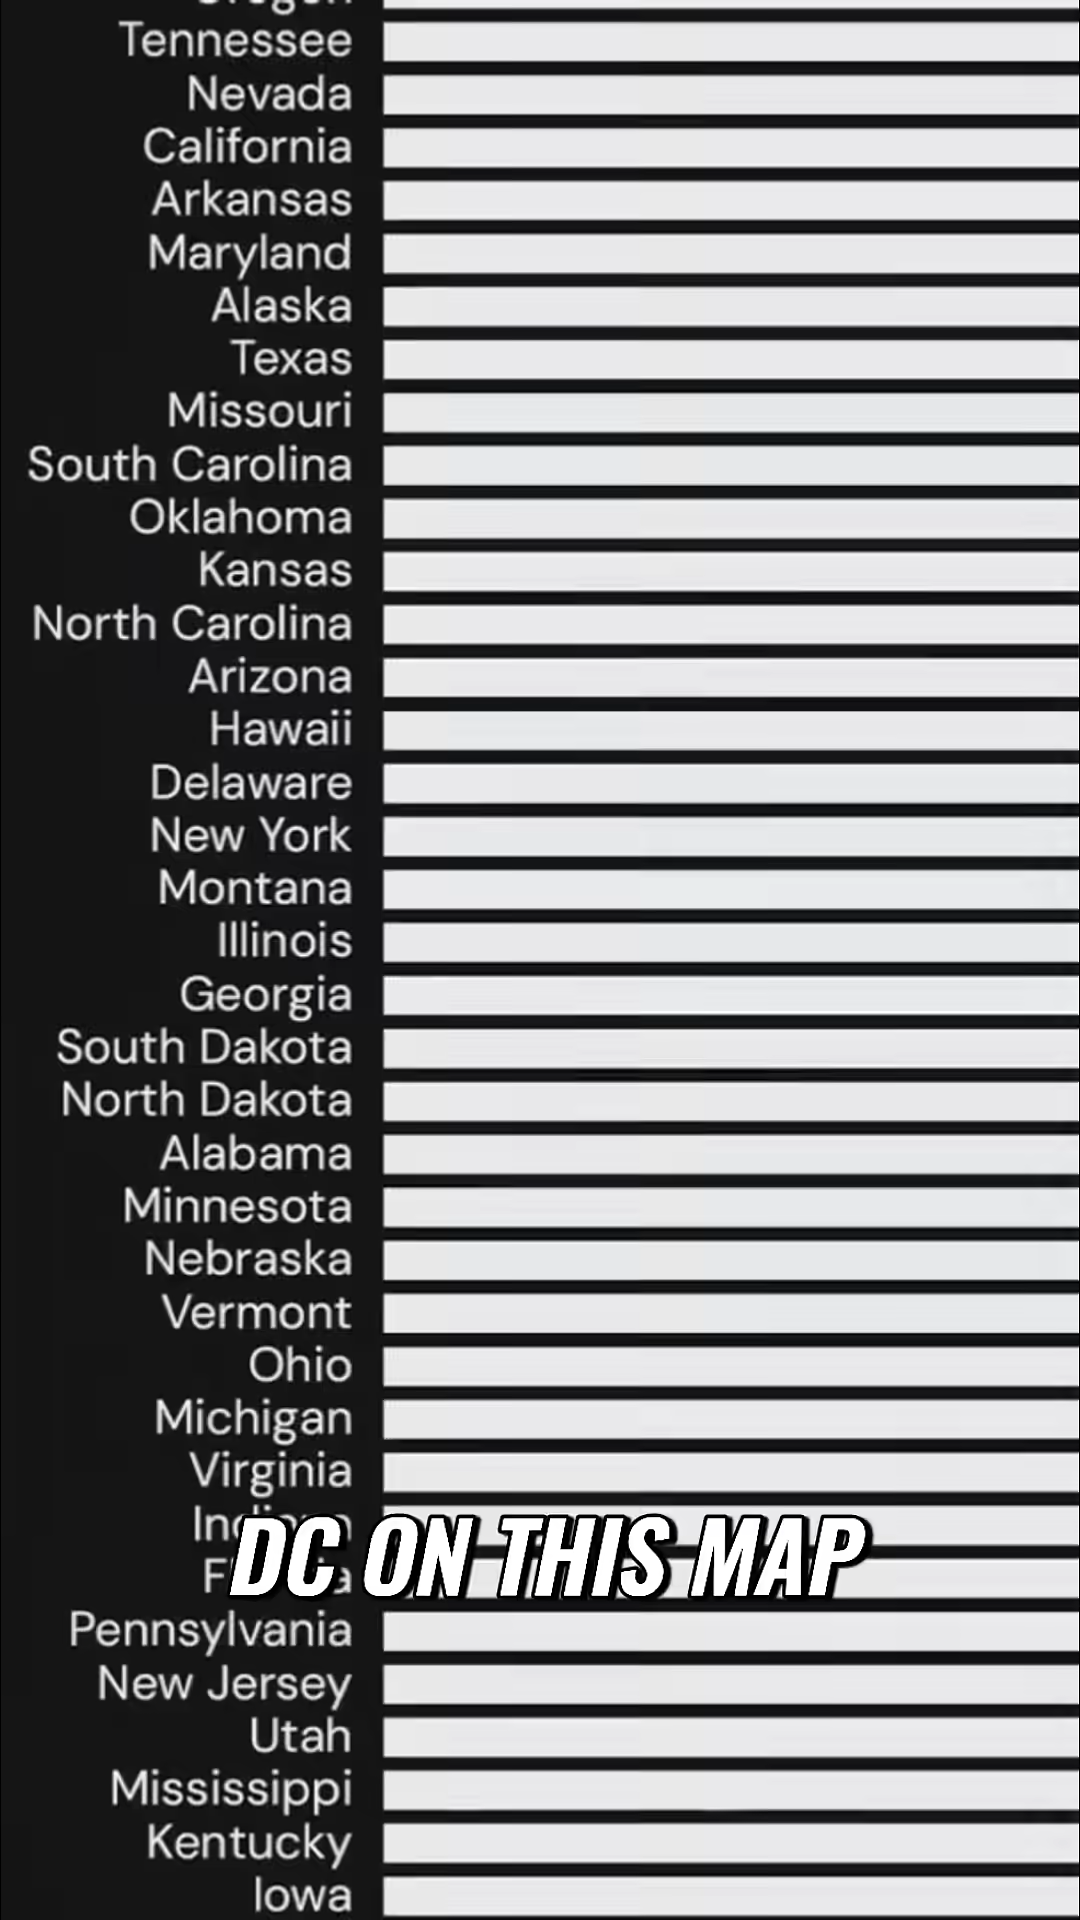 Tennessee
Nevada
California
Arkansas
Maryland
Alaska
Texas
Missouri
South Carolina
Oklahoma
Kansas
North Carolina
Arizona
Hawaii
Delaware
New York
Montana
Illinois
Georgia
South Dakota
North Dakota
Alabama
Minnesota
Nebraska
Vermont
Ohio
Michigan
Virginia
DC ON THIS MAP
Pennsylvania
New Jersey
Utah
Mississippi
Kentucky
Iowa